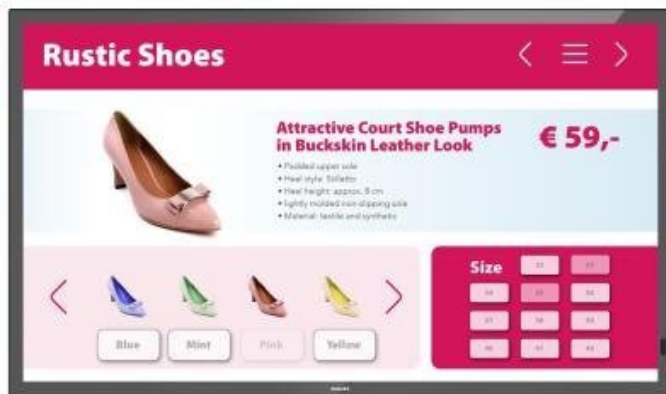 Rustic Shoes
Attractive Court Shoe Pumps
in Buckskin Leather Look
€ 59,-
• Padded upper sole
• Heel style: Stilletto
• Heel height: approx. 8 cm
• lightly molded non-slipping sole
• Material: textile and synthetic
Blue
Mint
Pink
Yellow
Size